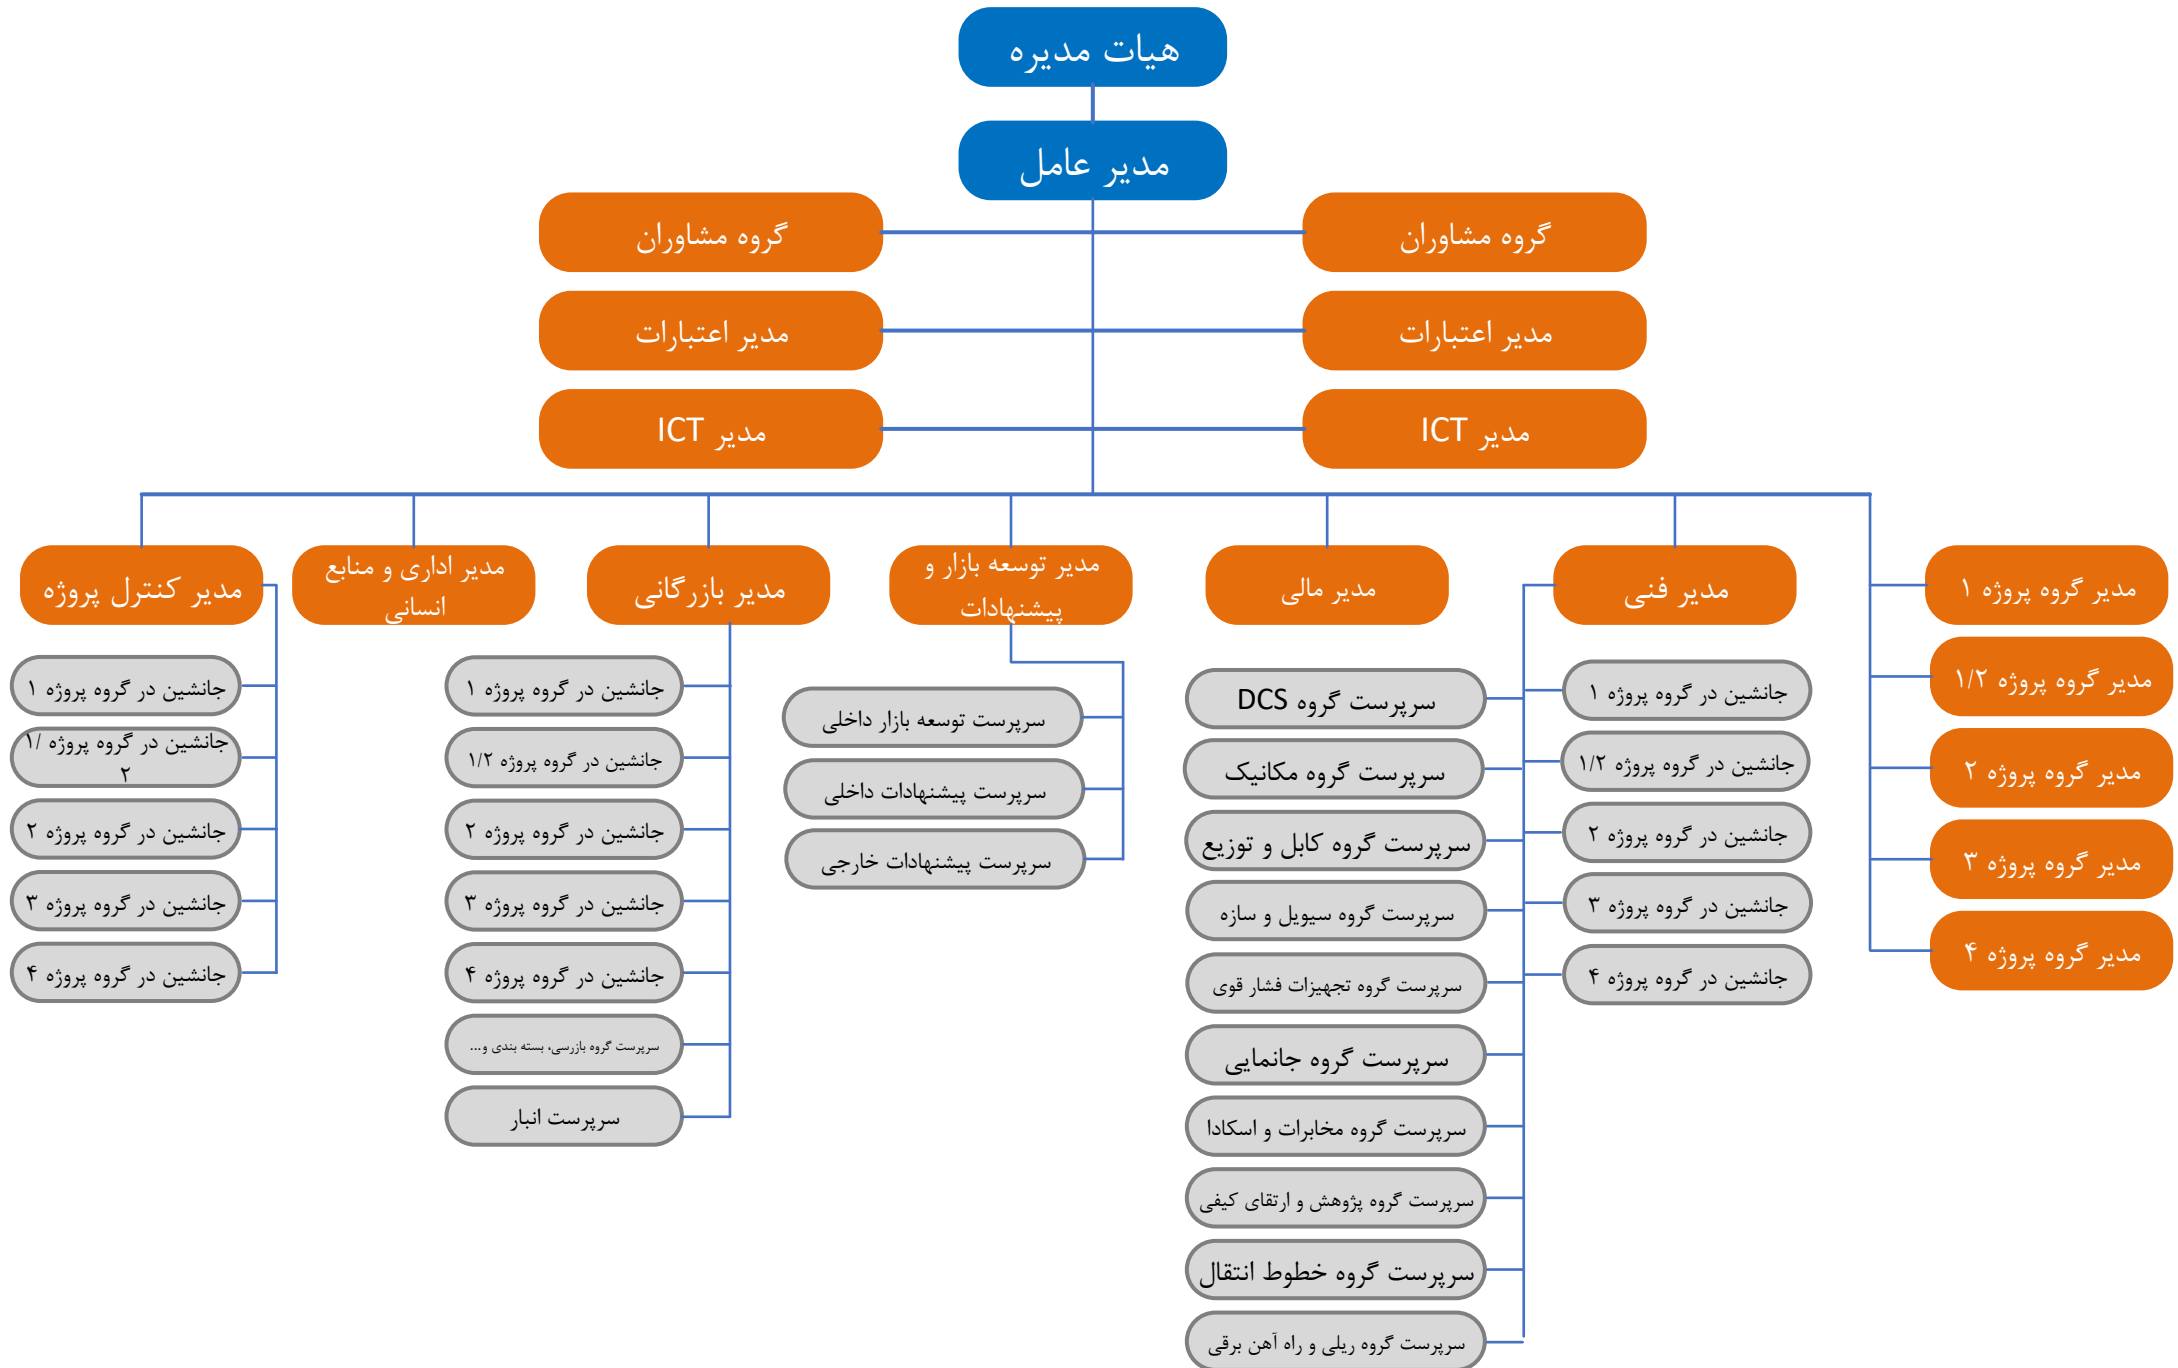 هیات مدیره
مدیر عامل
گروه مشاوران
گروه مشاوران
مدیر اعتبارات
مدیر اعتبارات
مدیر ICT
مدیر ICT
مدیر گروه پروژه ۱
مدیر گروه پروژه ۱/۲
مدیر گروه پروژه ۲
مدیر گروه پروژه ۳
مدیر گروه پروژه ۴
مدیر فنی
جانشین در گروه پروژه ۱
جانشین در گروه پروژه ۱/۲
جانشین در گروه پروژه ۲
جانشین در گروه پروژه ۳
جانشین در گروه پروژه ۴
سرپرست گروه DCS
سرپرست گروه مکانیک
سرپرست گروه کابل و توزیع
سرپرست گروه سیویل و سازه
سرپرست گروه تجهیزات فشار قوی
سرپرست گروه جانمایی
سرپرست گروه مخابرات و اسکادا
سرپرست گروه پژوهش و ارتقای کیفی
سرپرست گروه خطوط انتقال
سرپرست گروه ریلی و راه آهن برقی
مدیر مالی
مدیر توسعه بازار و
پیشنهادات
سرپرست توسعه بازار داخلی
سرپرست پیشنهادات داخلی
سرپرست پیشنهادات خارجی
مدیر بازرگانی
جانشین در گروه پروژه ۱
جانشین در گروه پروژه ۱/۲
جانشین در گروه پروژه ۲
جانشین در گروه پروژه ۳
جانشین در گروه پروژه ۴
سرپرست گروه بازرسی، بسته بندی و...
سرپرست انبار
مدیر اداری و منابع
انسانی
مدیر کنترل پروژه
جانشین در گروه پروژه ۱
جانشین در گروه پروژه ۱/
۲
جانشین در گروه پروژه ۲
جانشین در گروه پروژه ۳
جانشین در گروه پروژه ۴